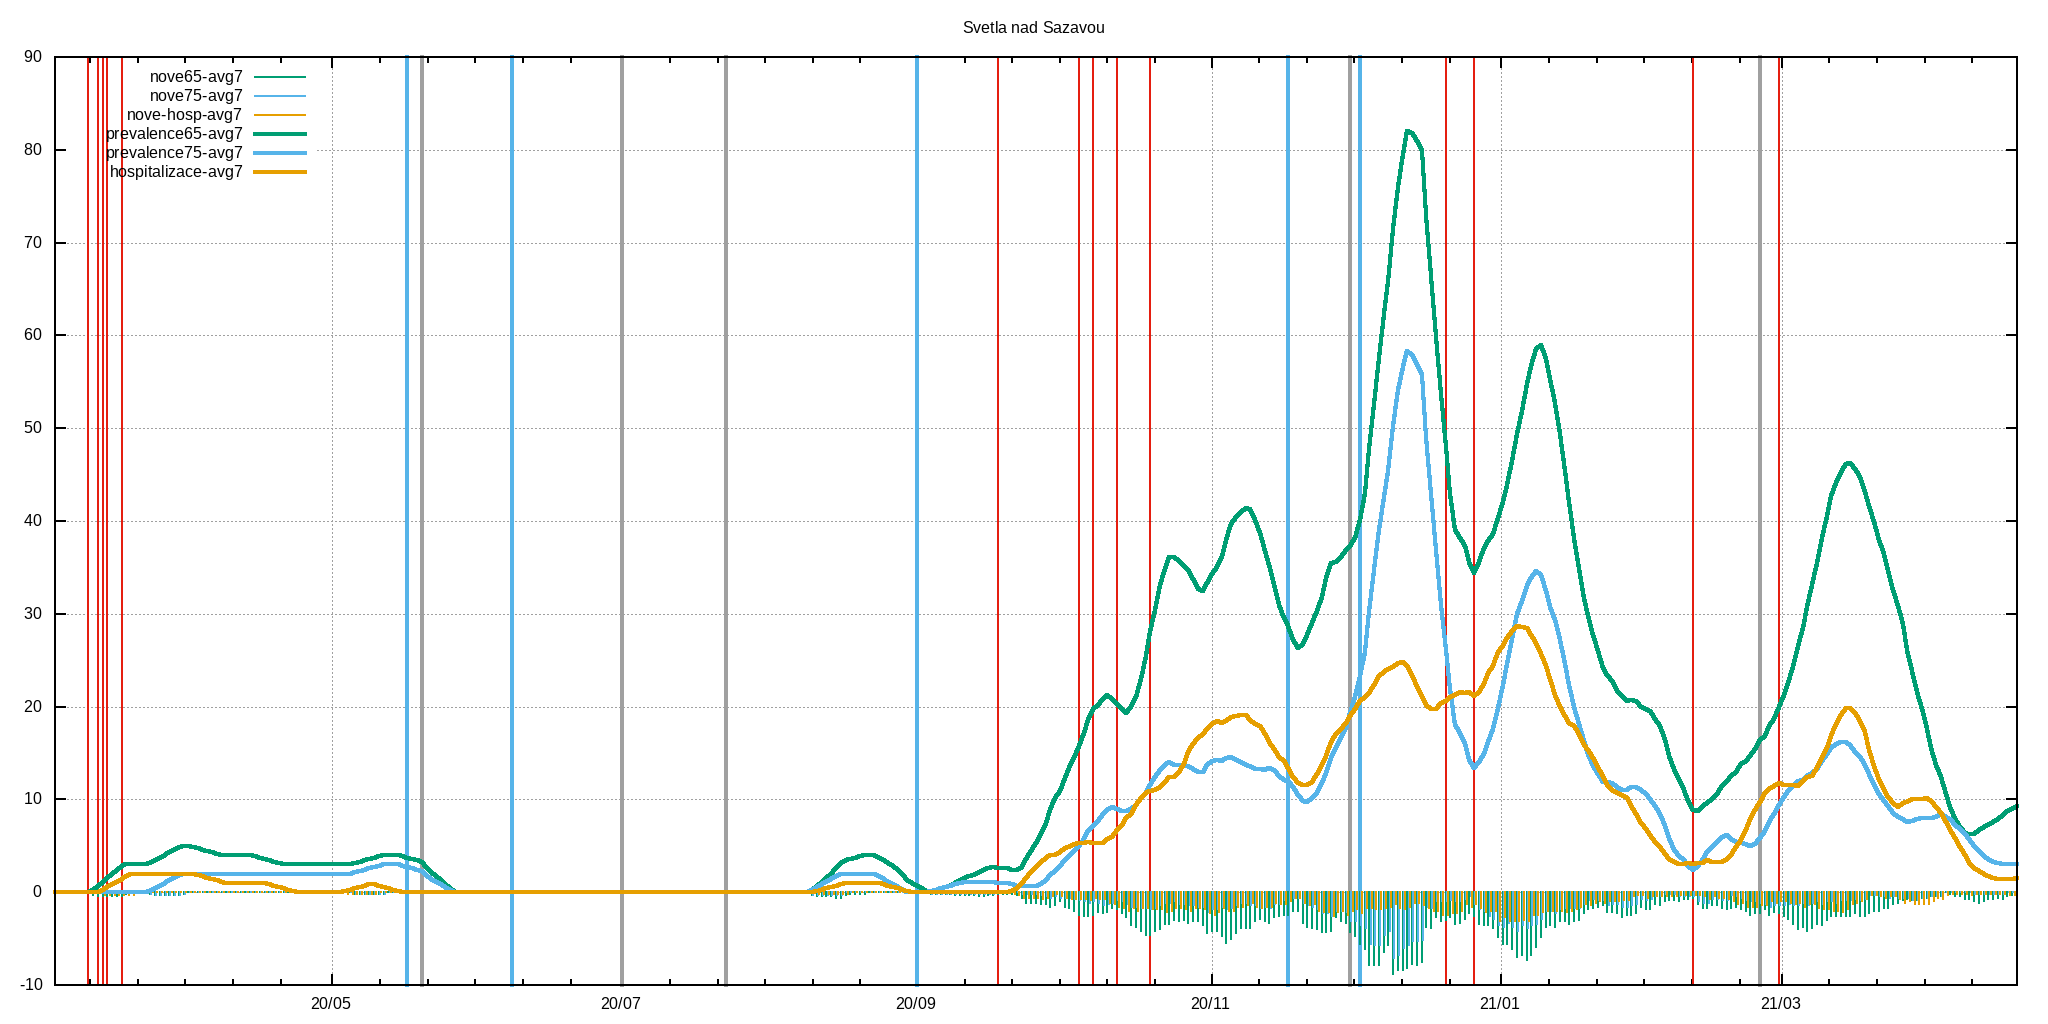 Svetla nad Sazavou
90
80
70
60
50
40
30
20
10
0
-10
nove65-avg7
nove75-avg7
nove-hosp-avg7
prevalence65-avg7
prevalence75-avg7
hospitalizace-avg7
20/05 20/07 20/09 20/11 21/01 21/03